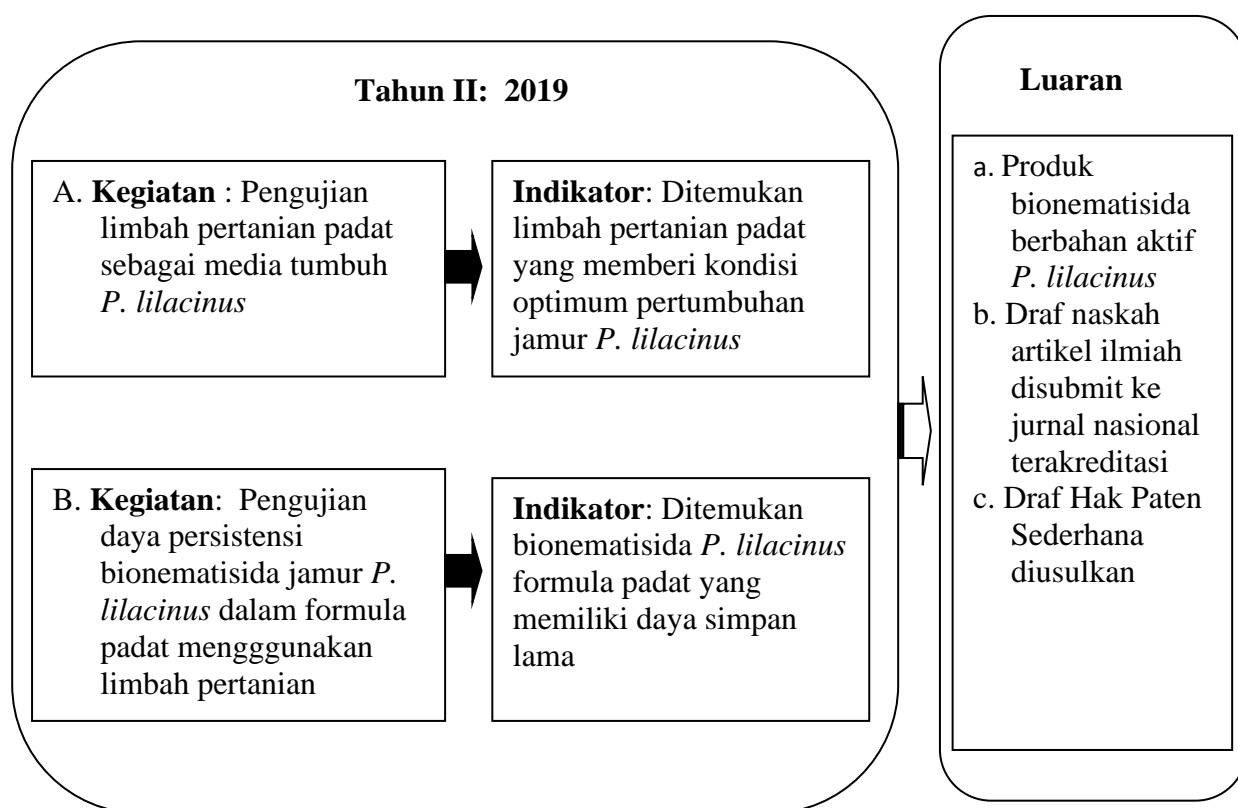 Tahun II: 2019
A. Kegiatan : Pengujian
limbah pertanian padat
sebagai media tumbuh
P. lilacinus
Indikator: Ditemukan
limbah pertanian padat
yang memberi kondisi
optimum pertumbuhan
jamur P. lilacinus
B. Kegiatan: Pengujian
daya persistensi
bionematisida jamur P.
lilacinus dalam formula
padat mengggunakan
limbah pertanian
Indikator: Ditemukan
bionematisida P. lilacinus
formula padat yang
memiliki daya simpan
lama
Luaran
a. Produk
bionematisida
berbahan aktif
P. lilacinus
b. Draf naskah
artikel ilmiah
disubmit ke
jurnal nasional
terakreditasi
c. Draf Hak Paten
Sederhana
diusulkan